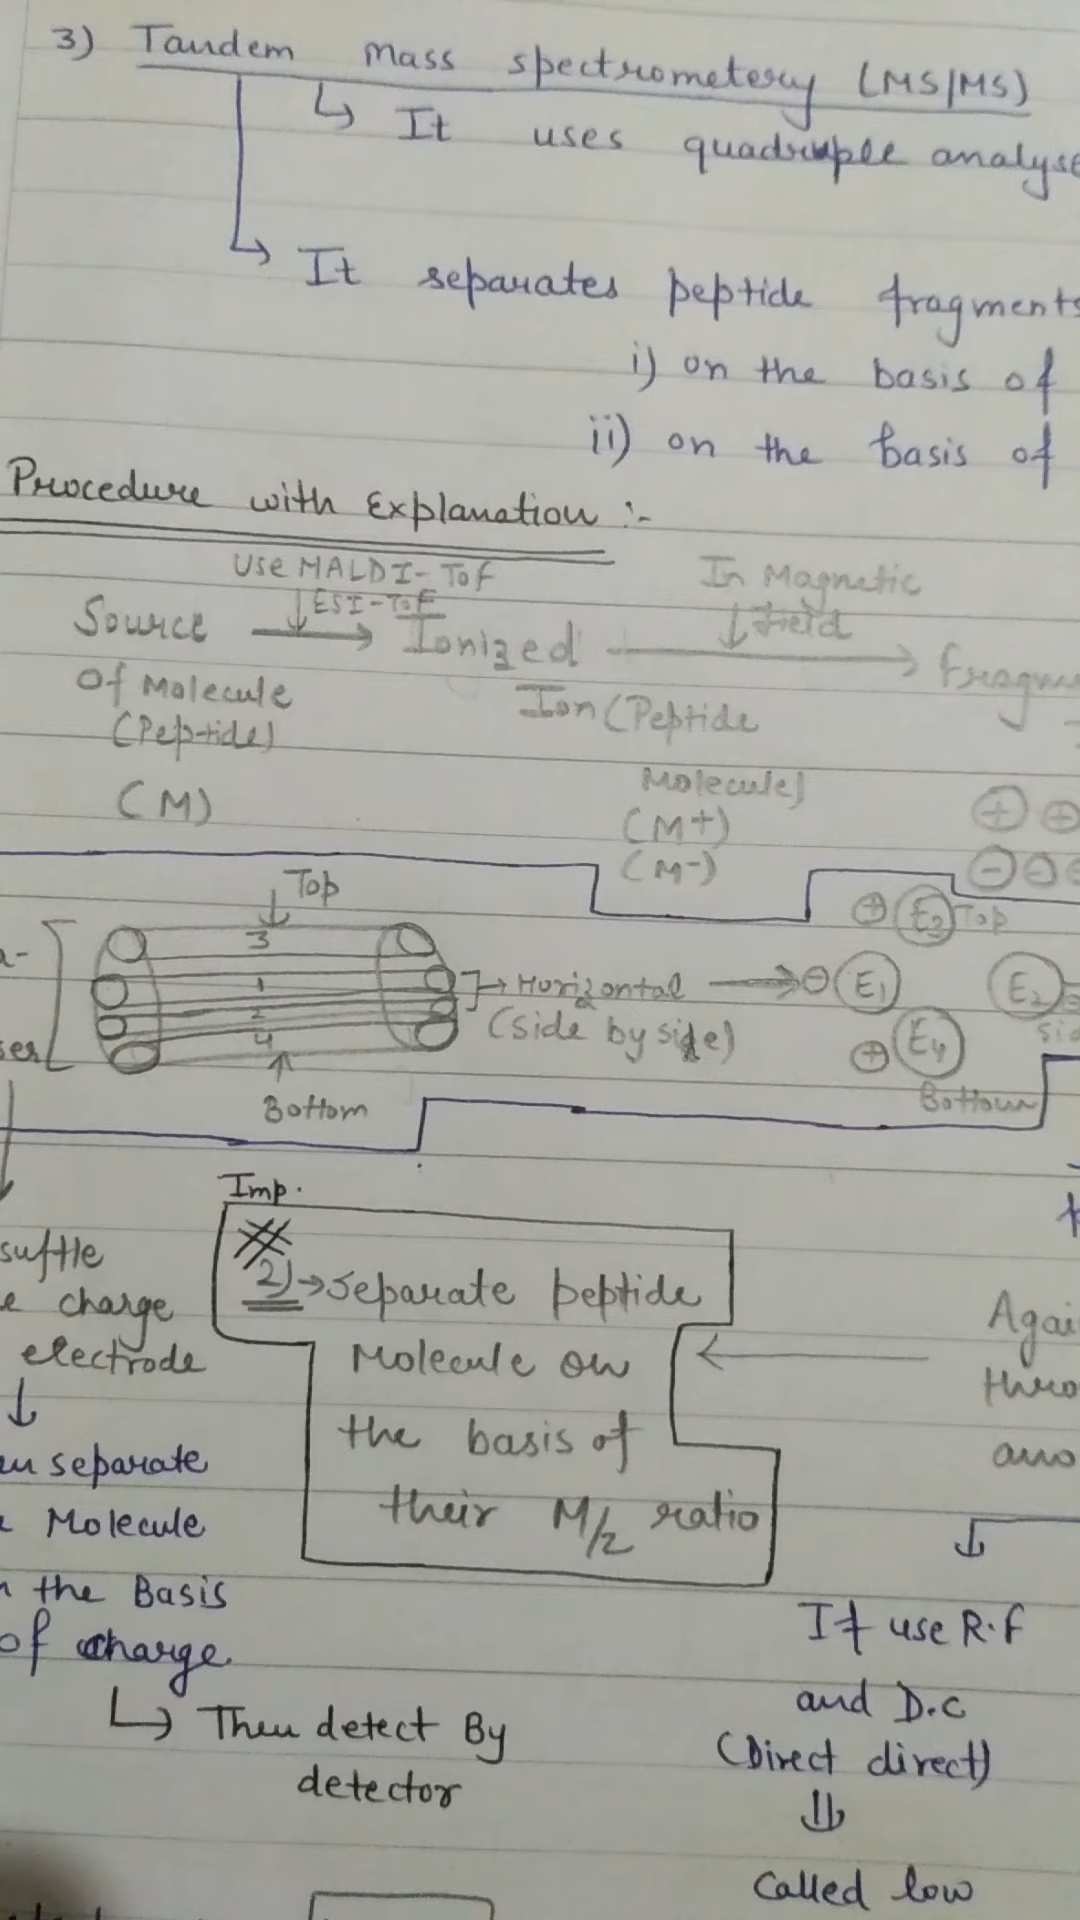 3) Tandem mass spectrometery (MS/MS)
It uses quadruple analyse
It separates peptide fragments
i) on the basis of
ii) on the basis of
Procedure with Explanation :-
Use MALDI-Tof
ESI-ToF
In Magnetic
field
Source
Ionized
Fragm
Of Molecule
(Peptide)
Ion (Peptide
Molecule)
(M)
(M+)
(M-)
+ +
- - -
Top
+ E3 Top
3
1
2
4
Horizontal
(side by side)
- E1
E2
+ E4
Bottom
Bottom
Imp.
2) → separate peptide
Molecule on
the basis of
their M/z ratio
suftle
e charge
electrode
separate
Molecule
the Basis
of charge
Then detect By
detector
Agai
thro
ano
It use R.f
and D.C
(Direct direct)
Called low